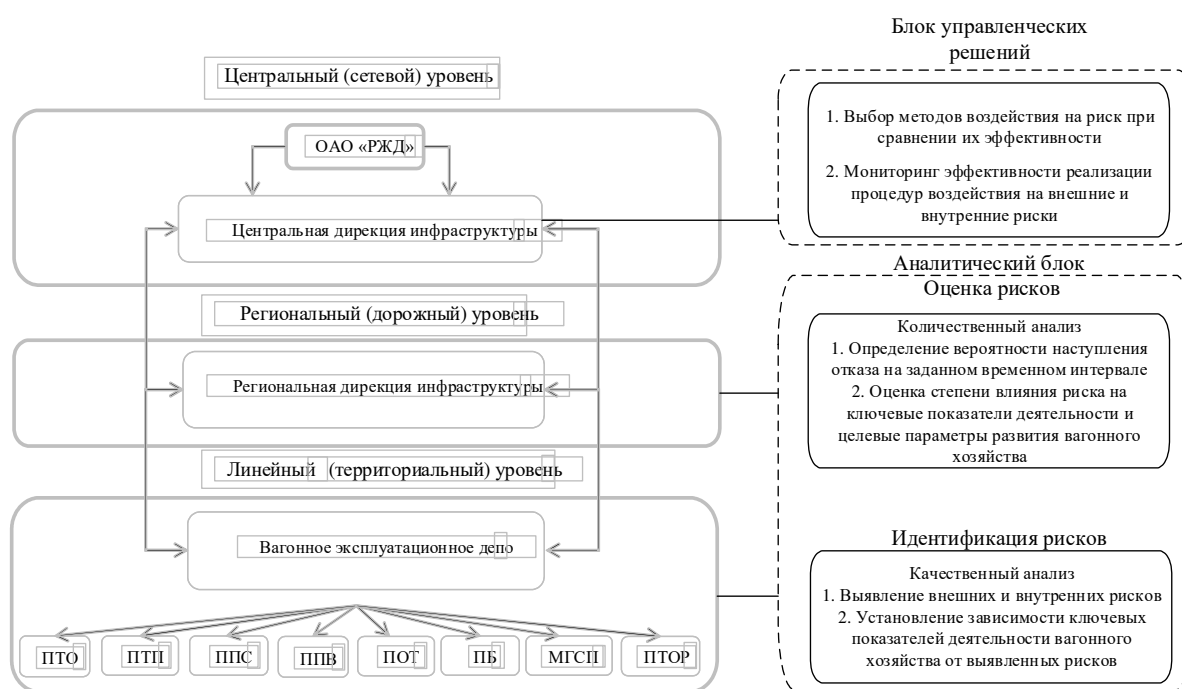 Центральный (сетевой) уровень
ОАО «РЖД»
Центральная дирекция инфраструктуры
Региональный (дорожный) уровень
Региональная дирекция инфраструктуры
Линейный (территориальный) уровень
Вагонное эксплуатационное депо
ПТО ПТП ППС ППВ ПОТ ПБ МГСП ПТОР
Блок управленческих
решений
1. Выбор методов воздействия на риск при
сравнении их эффективности
2. Мониторинг эффективности реализации
процедур воздействия на внешние и
внутренние риски
Аналитический блок
Оценка рисков
Количественный анализ
1. Определение вероятности наступления
отказа на заданном временном интервале
2. Оценка степени влияния риска на
ключевые показатели деятельности и
целевые параметры развития вагонного
хозяйства
Идентификация рисков
Качественный анализ
1. Выявление внешних и внутренних рисков
2. Установление зависимости ключевых
показателей деятельности вагонного
хозяйства от выявленных рисков